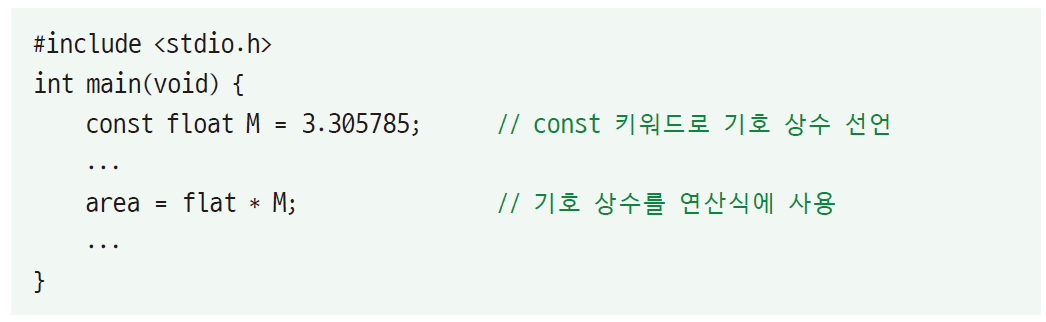 #include <stdio.h>
int main(void) {
const float M = 3.305785; // const 키워드로 기호 상수 선언
...
area = flat * M; // 기호 상수를 연산식에 사용
...
}